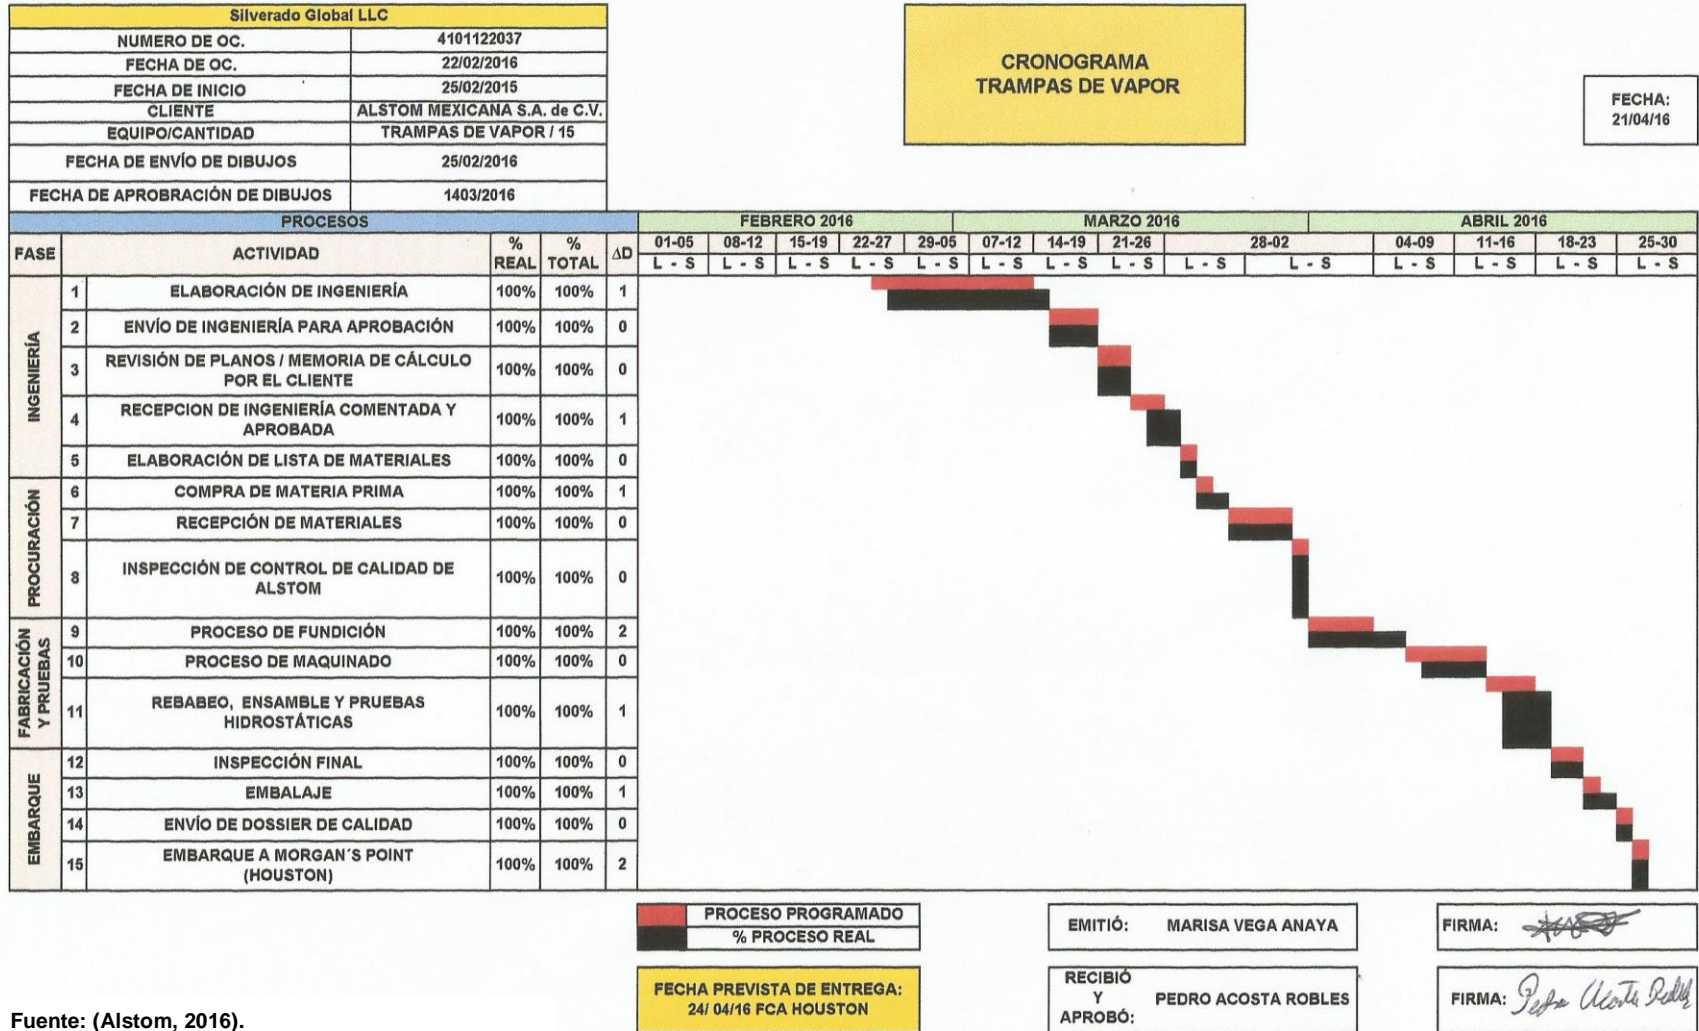 Silverado Global LLC
NUMERO DE OC. 4101122037
FECHA DE OC. 22/02/2016
FECHA DE INICIO 25/02/2015
CLIENTE ALSTOM MEXICANA S.A. de C.V.
EQUIPO/CANTIDAD TRAMPAS DE VAPOR / 15
FECHA DE ENVÍO DE DIBUJOS 25/02/2016
FECHA DE APROBRACIÓN DE DIBUJOS 1403/2016
CRONOGRAMA
TRAMPAS DE VAPOR
FECHA:
21/04/16
PROCESOS FEBRERO 2016 MARZO 2016 ABRIL 2016
FASE ACTIVIDAD % REAL % TOTAL ΔD 01-05 08-12 15-19 22-27 29-05 07-12 14-19 21-26 28-02 04-09 11-16 18-23 25-30
L - S L - S L - S L - S L - S L - S L - S L - S L - S L - S L - S L - S L - S L - S
INGENIERÍA
1 ELABORACIÓN DE INGENIERÍA 100% 100% 1
2 ENVÍO DE INGENIERÍA PARA APROBACIÓN 100% 100% 0
3 REVISIÓN DE PLANOS / MEMORIA DE CÁLCULO
POR EL CLIENTE 100% 100% 0
4 RECEPCION DE INGENIERÍA COMENTADA Y
APROBADA 100% 100% 1
5 ELABORACIÓN DE LISTA DE MATERIALES 100% 100% 0
PROCURACIÓN
6 COMPRA DE MATERIA PRIMA 100% 100% 1
7 RECEPCIÓN DE MATERIALES 100% 100% 0
8 INSPECCIÓN DE CONTROL DE CALIDAD DE
ALSTOM 100% 100% 0
FABRICACIÓN
Y PRUEBAS
9 PROCESO DE FUNDICIÓN 100% 100% 2
10 PROCESO DE MAQUINADO 100% 100% 0
11 REBABEO, ENSAMBLE Y PRUEBAS
HIDROSTÁTICAS 100% 100% 1
EMBARQUE
12 INSPECCIÓN FINAL 100% 100% 0
13 EMBALAJE 100% 100% 1
14 ENVÍO DE DOSSIER DE CALIDAD 100% 100% 0
15 EMBARQUE A MORGAN´S POINT
(HOUSTON) 100% 100% 2
PROCESO PROGRAMADO
% PROCESO REAL
EMITIÓ: MARISA VEGA ANAYA
FIRMA:
FECHA PREVISTA DE ENTREGA:
24/ 04/16 FCA HOUSTON
RECIBIÓ
Y
APROBÓ:
PEDRO ACOSTA ROBLES
FIRMA: Pedro Acosta
Fuente: (Alstom, 2016).